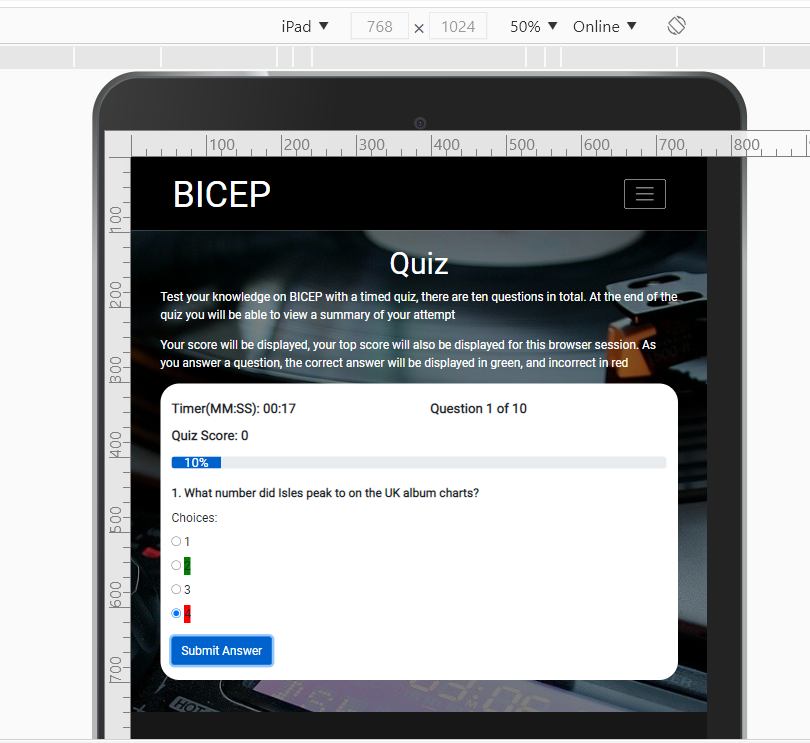 iPad ▼ 768 × 1024 50% ▼ Online ▼
100 200 300 400 500 600 700 800
BICEP
100
Quiz
200
Test your knowledge on BICEP with a timed quiz, there are ten questions in total. At the end of the
quiz you will be able to view a summary of your attempt
Your score will be displayed, your top score will also be displayed for this browser session. As
you answer a question, the correct answer will be displayed in green, and incorrect in red
300
Timer(MM:SS): 00:17 Question 1 of 10
Quiz Score: 0
400
10%
1. What number did Isles peak to on the UK album charts?
Choices:
500
1
2
3
600
4
Submit Answer
700
HOT